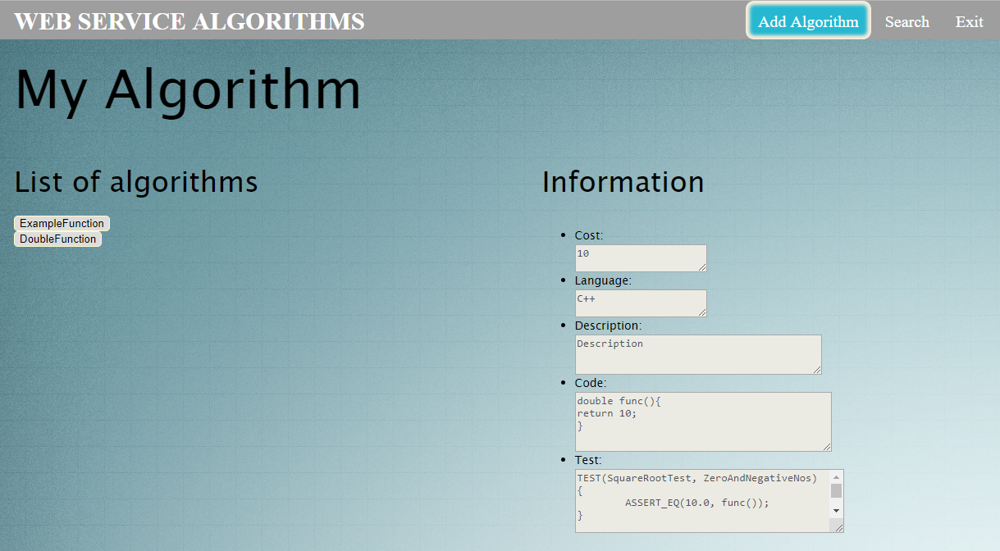 WEB SERVICE ALGORITHMS
Add Algorithm
Search
Exit
My Algorithm
List of algorithms
ExampleFunction
DoubleFunction
Information
Cost:
10
Language:
C++
Description:
Description
Code:
double func(){
return 10;
}
Test:
TEST(SquareRootTest, ZeroAndNegativeNos)
{
ASSERT_EQ(10.0, func());
}